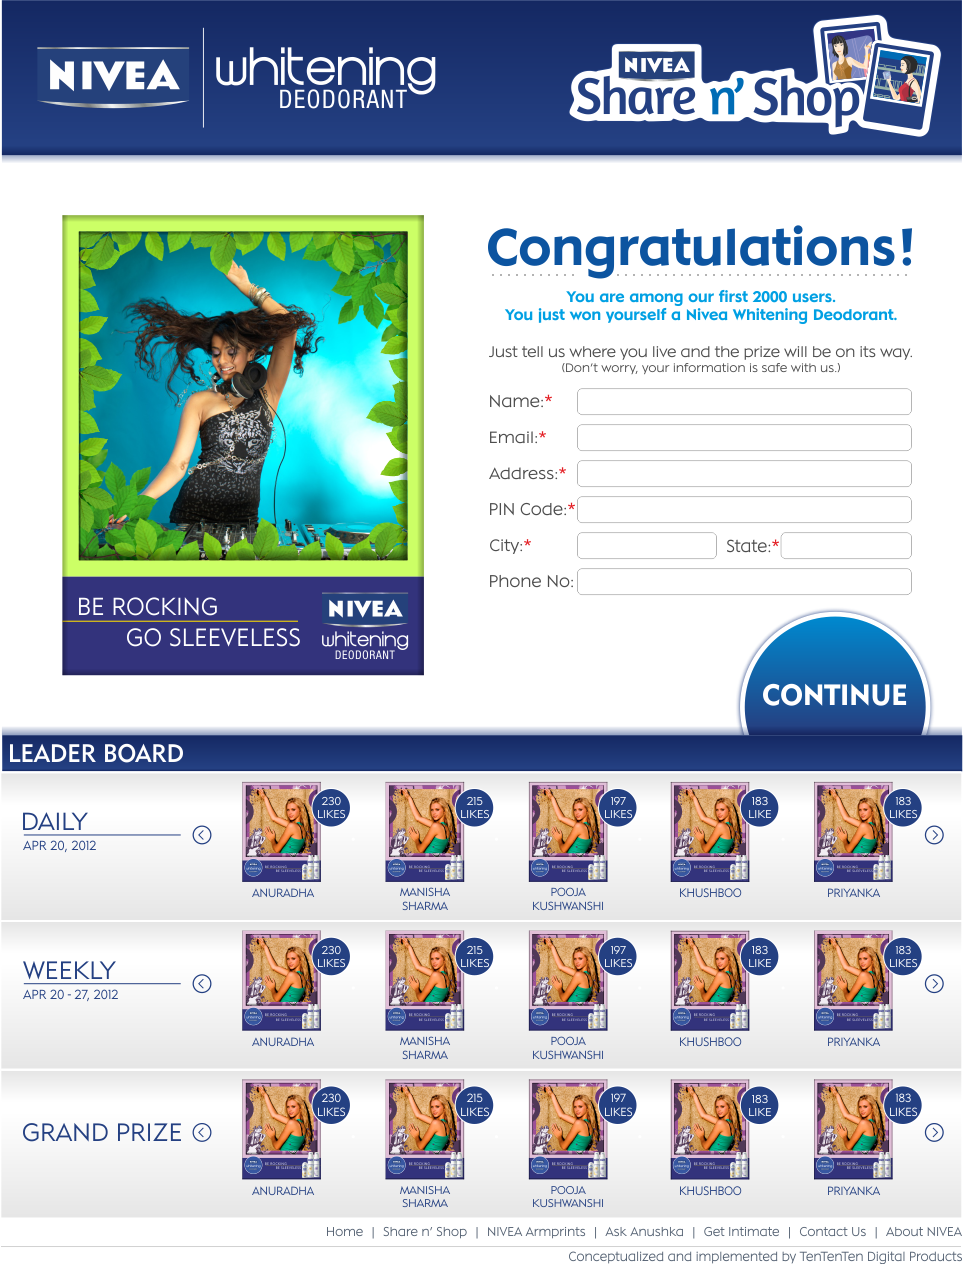 NIVEA
whitening
DEODORANT
NIVEA
Share n' Shop
Congratulations!
You are among our first 2000 users.
You just won yourself a Nivea Whitening Deodorant.
Just tell us where you live and the prize will be on its way.
(Don't worry, your information is safe with us.)
Name:*
Email:*
Address:*
PIN Code:*
City:* State:*
Phone No:
BE ROCKING
GO SLEEVELESS
NIVEA
whitening
DEODORANT
CONTINUE
LEADER BOARD
DAILY
APR 20, 2012
230 LIKES
215 LIKES
197 LIKES
183 LIKE
183 LIKES
ANURADHA
MANISHA SHARMA
POOJA KUSHWANSHI
KHUSHBOO
PRIYANKA
WEEKLY
APR 20 - 27, 2012
230 LIKES
215 LIKES
197 LIKES
183 LIKE
183 LIKES
ANURADHA
MANISHA SHARMA
POOJA KUSHWANSHI
KHUSHBOO
PRIYANKA
GRAND PRIZE
230 LIKES
215 LIKES
197 LIKES
183 LIKE
183 LIKES
ANURADHA
MANISHA SHARMA
POOJA KUSHWANSHI
KHUSHBOO
PRIYANKA
Home | Share n' Shop | NIVEA Armprints | Ask Anushka | Get Intimate | Contact Us | About NIVEA
Conceptualized and implemented by TenTenTen Digital Products